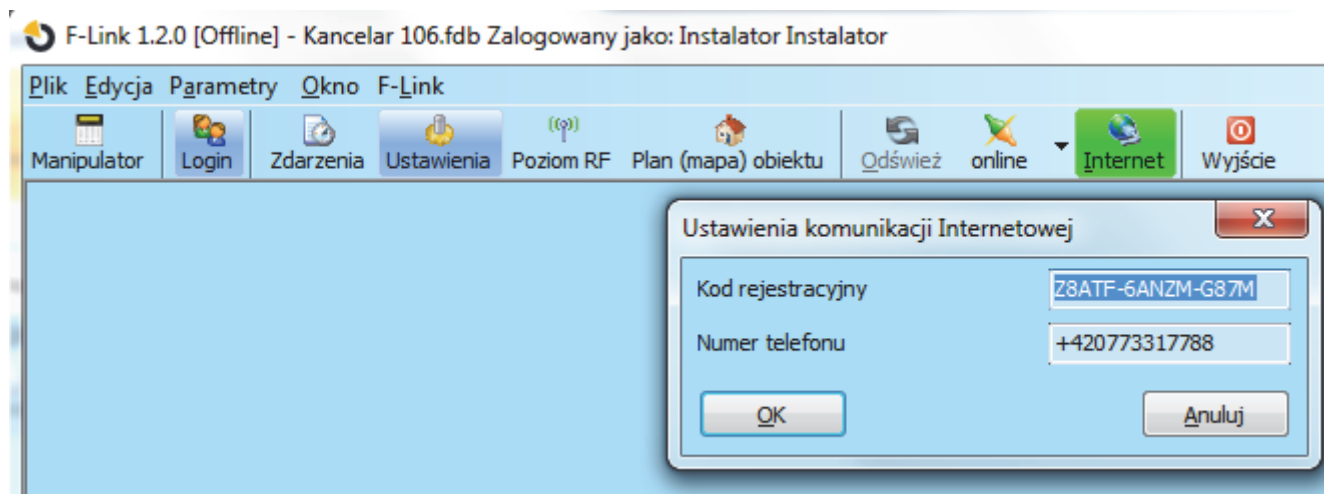 F-Link 1.2.0 [Offline] - Kancelar 106.fdb Zalogowany jako: Instalator Instalator
Plik Edycja Parametry Okno F-Link
Manipulator Login Zdarzenia Ustawienia Poziom RF Plan (mapa) obiektu Odśwież online Internet Wyjście
Ustawienia komunikacji Internetowej
Kod rejestracyjny Z8ATF-6ANZM-G87M
Numer telefonu +420773317788
OK Anuluj